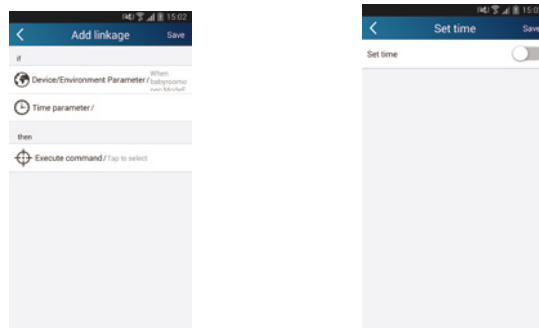 15:02
Add linkage
Save
if
Device/Environment Parameter/
When
Time parameter/
then
Execute command/Tap to select
Set time
Save
Set time